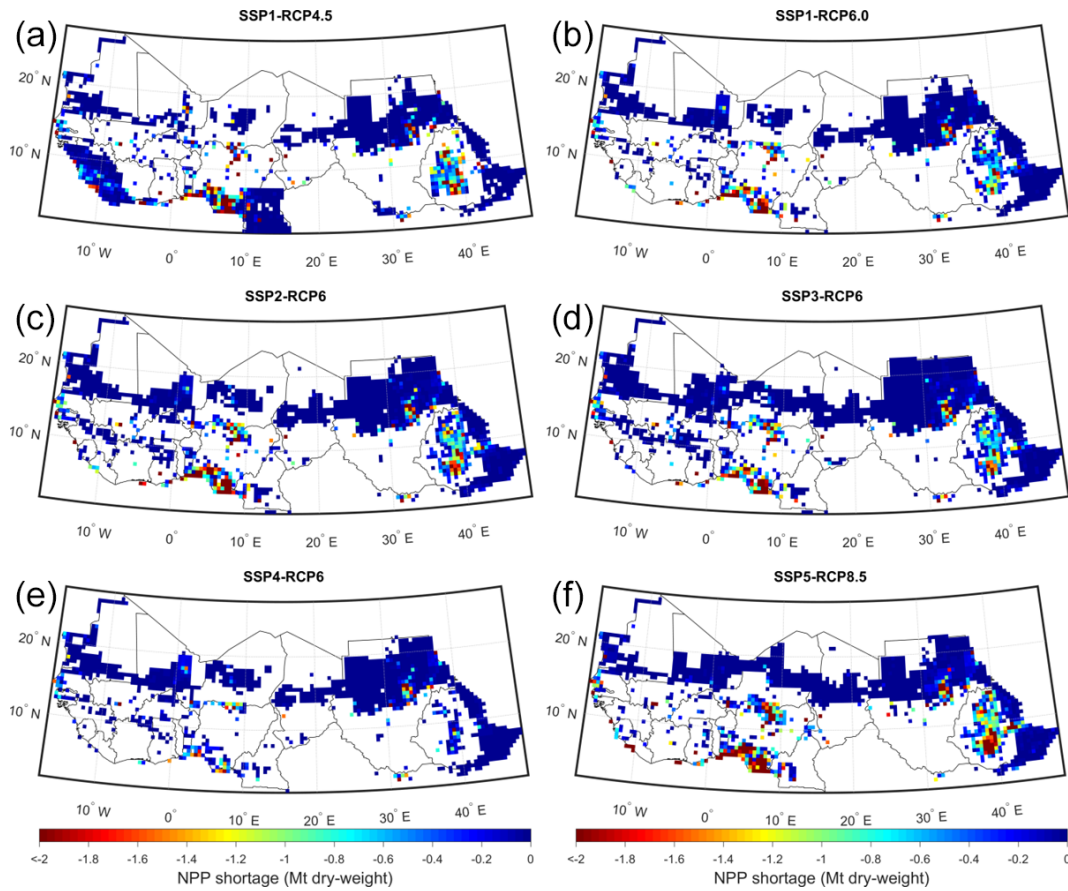 (a) SSP1-RCP4.5
(b) SSP1-RCP6.0
20° N
20° N
10° N
10° N
10° W 0° 10° E 20° E 30° E 40° E
10° W 0° 10° E 20° E 30° E 40° E
(c) SSP2-RCP6
(d) SSP3-RCP6
20° N
20° N
10° N
10° N
10° W 0° 10° E 20° E 30° E 40° E
10° W 0° 10° E 20° E 30° E 40° E
(e) SSP4-RCP6
(f) SSP5-RCP8.5
20° N
20° N
10° N
10° N
10° W 0° 10° E 20° E 30° E 40° E
10° W 0° 10° E 20° E 30° E 40° E
<-2 -1.8 -1.6 -1.4 -1.2 -1 -0.8 -0.6 -0.4 -0.2 0
<-2 -1.8 -1.6 -1.4 -1.2 -1 -0.8 -0.6 -0.4 -0.2 0
NPP shortage (Mt dry-weight)
NPP shortage (Mt dry-weight)